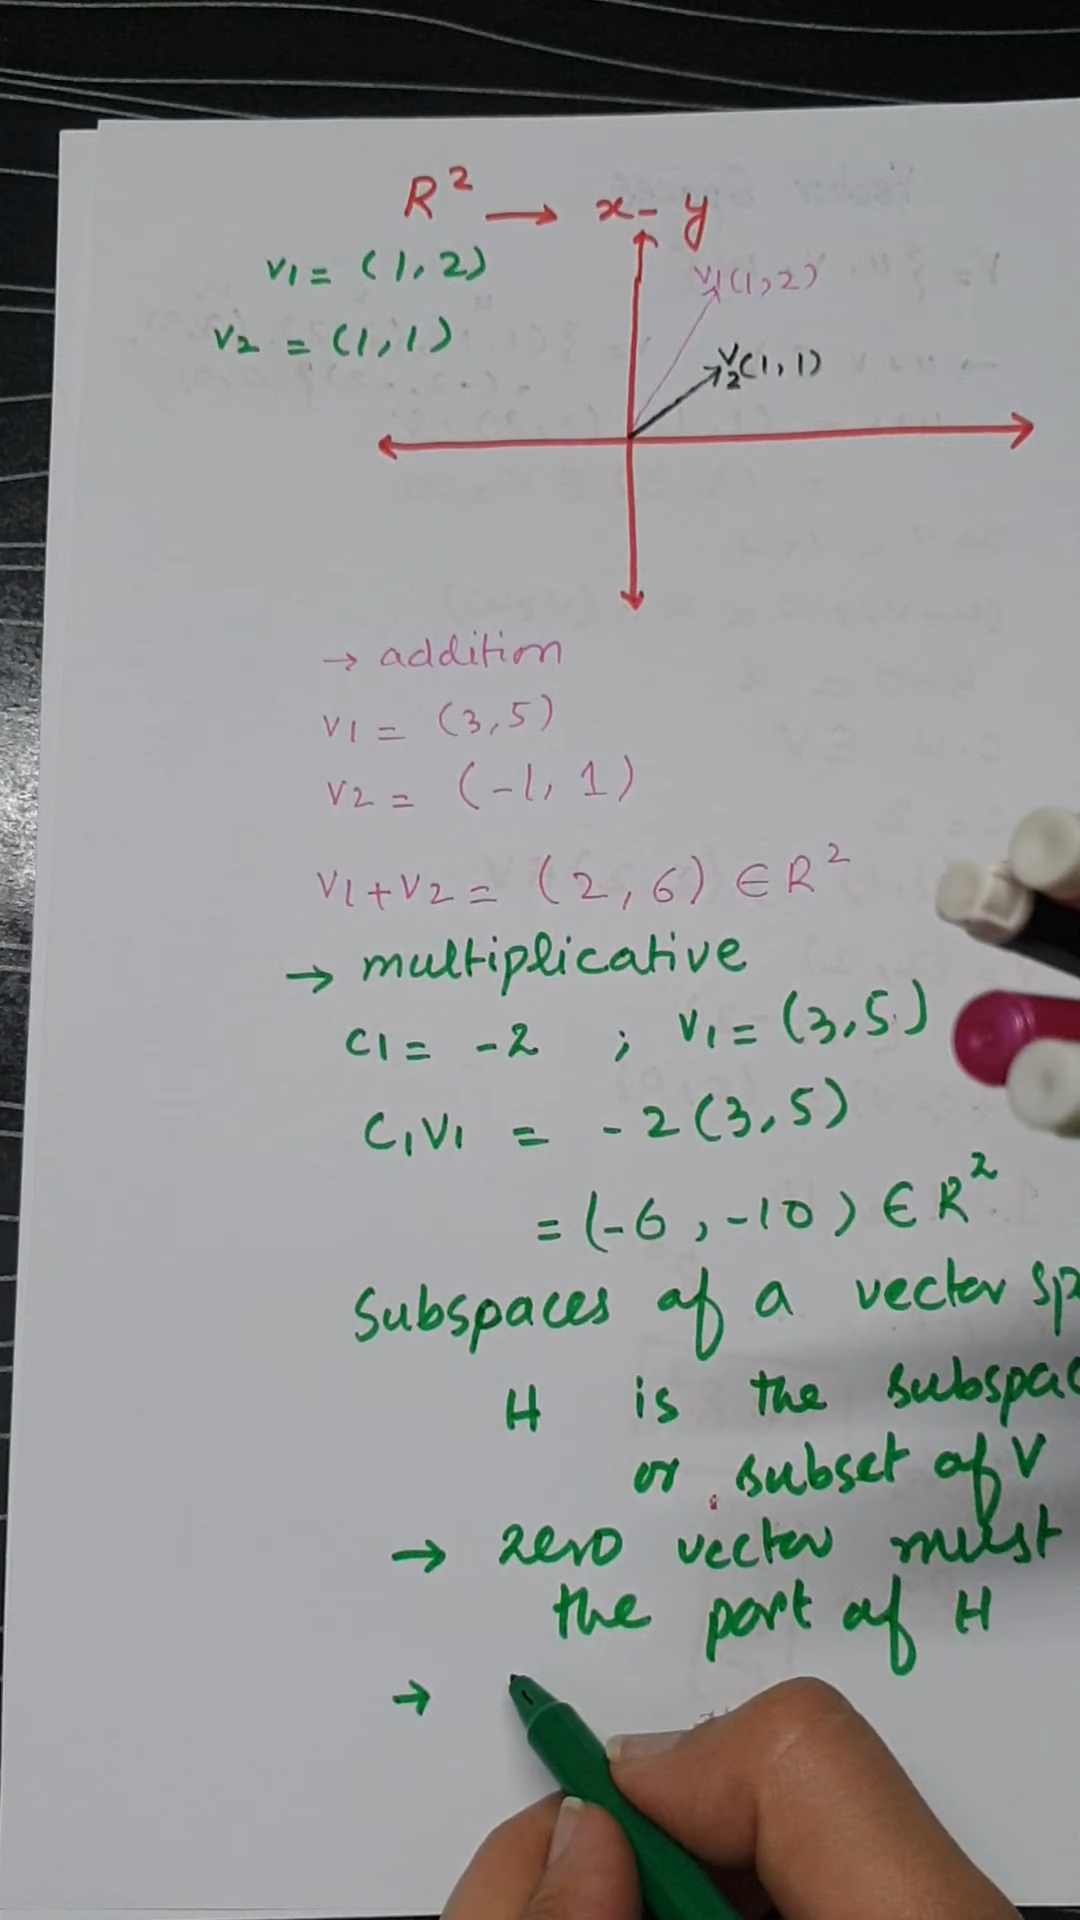 R² → x-y
v1 = (1,2)
v1(1,2)
v2 = (1,1)
v2(1,1)
→ addition
v1 = (3,5)
v2 = (-1, 1)
v1+v2 = (2,6) ∈ R²
→ multiplicative
c1 = -2 ; v1 = (3,5)
c1v1 = -2(3,5)
= (-6, -10) ∈ R²
Subspaces of a vector
H is the
or subset of V
→ zero vector must
the part of H
→